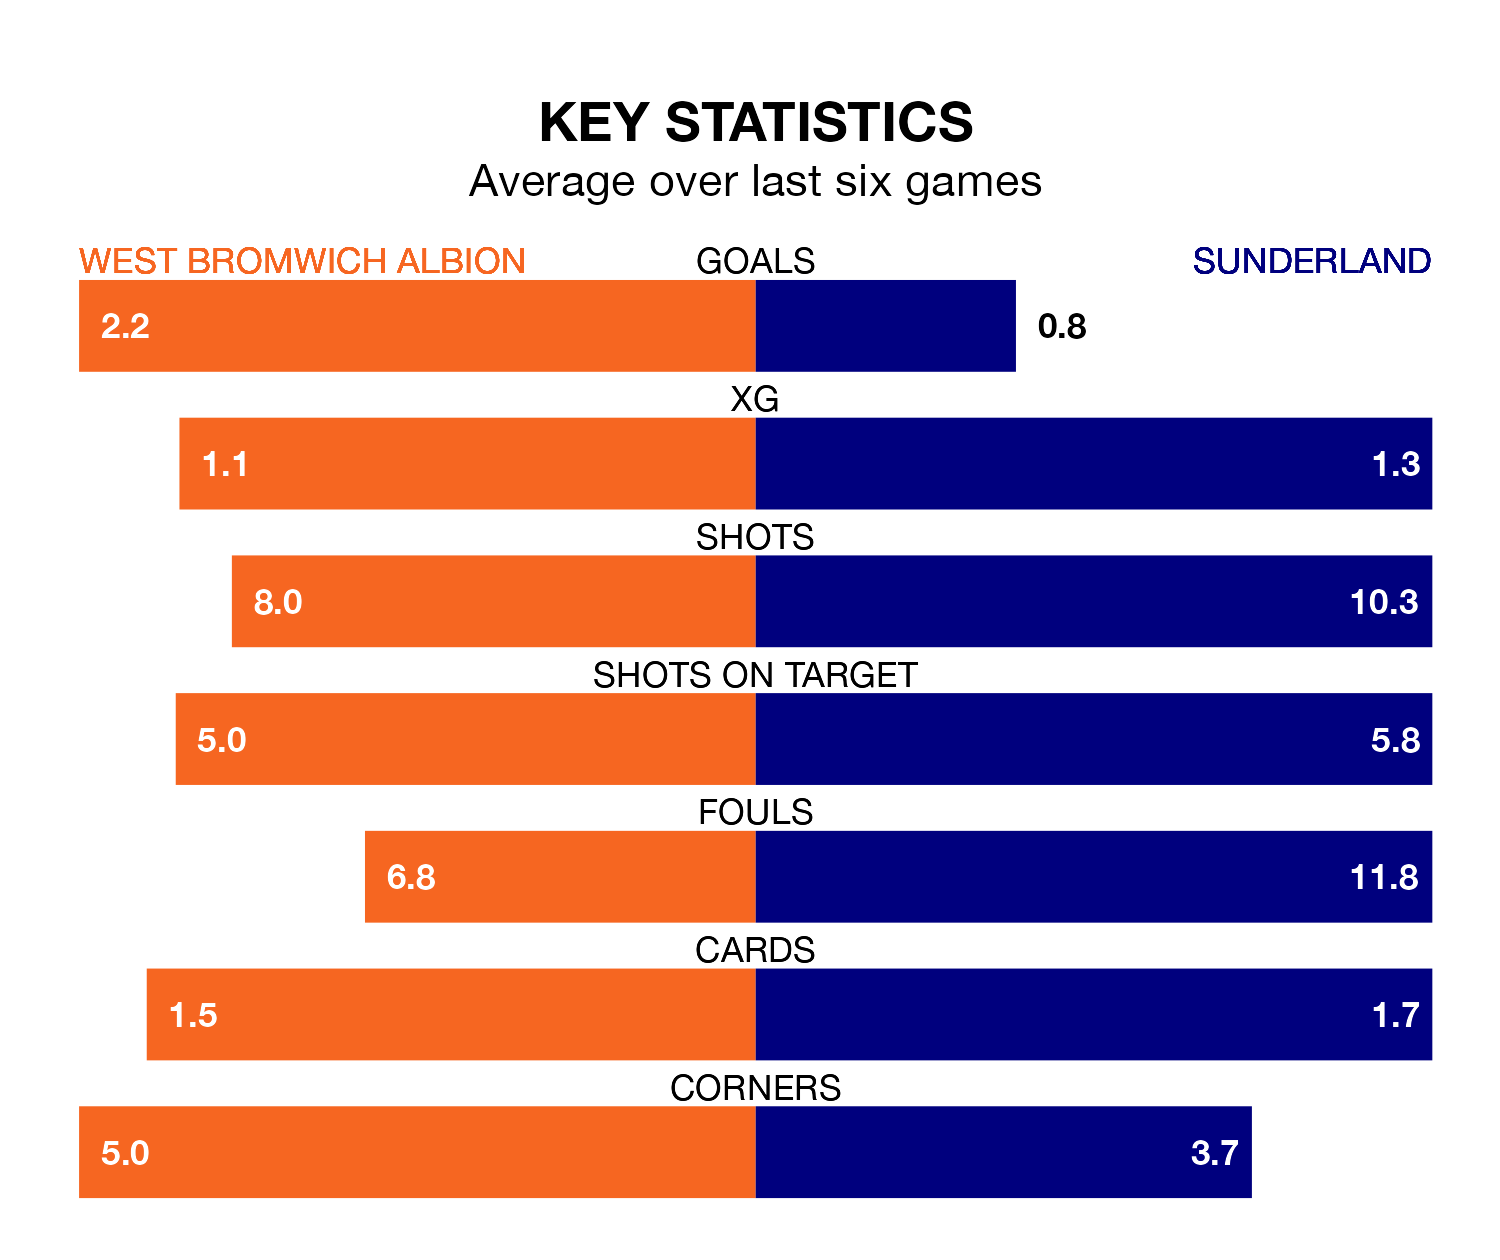 KEY STATISTICS
Average over last six games
WEST BROMWICH ALBION GOALS SUNDERLAND
2.2 0.8
XG
1.1 1.3
SHOTS
8.0 10.3
SHOTS ON TARGET
5.0 5.8
FOULS
6.8 11.8
CARDS
1.5 1.7
CORNERS
5.0 3.7